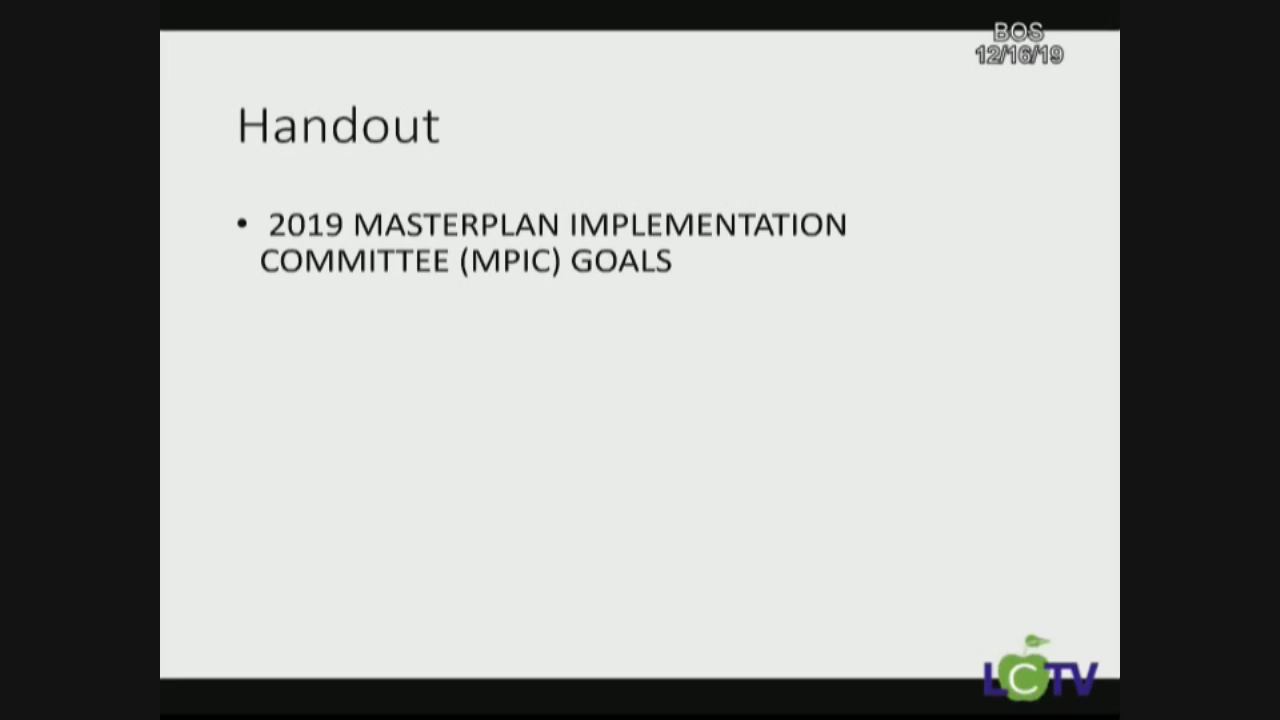 BOS
12/16/19
Handout
• 2019 MASTERPLAN IMPLEMENTATION
COMMITTEE (MPIC) GOALS
LCTV